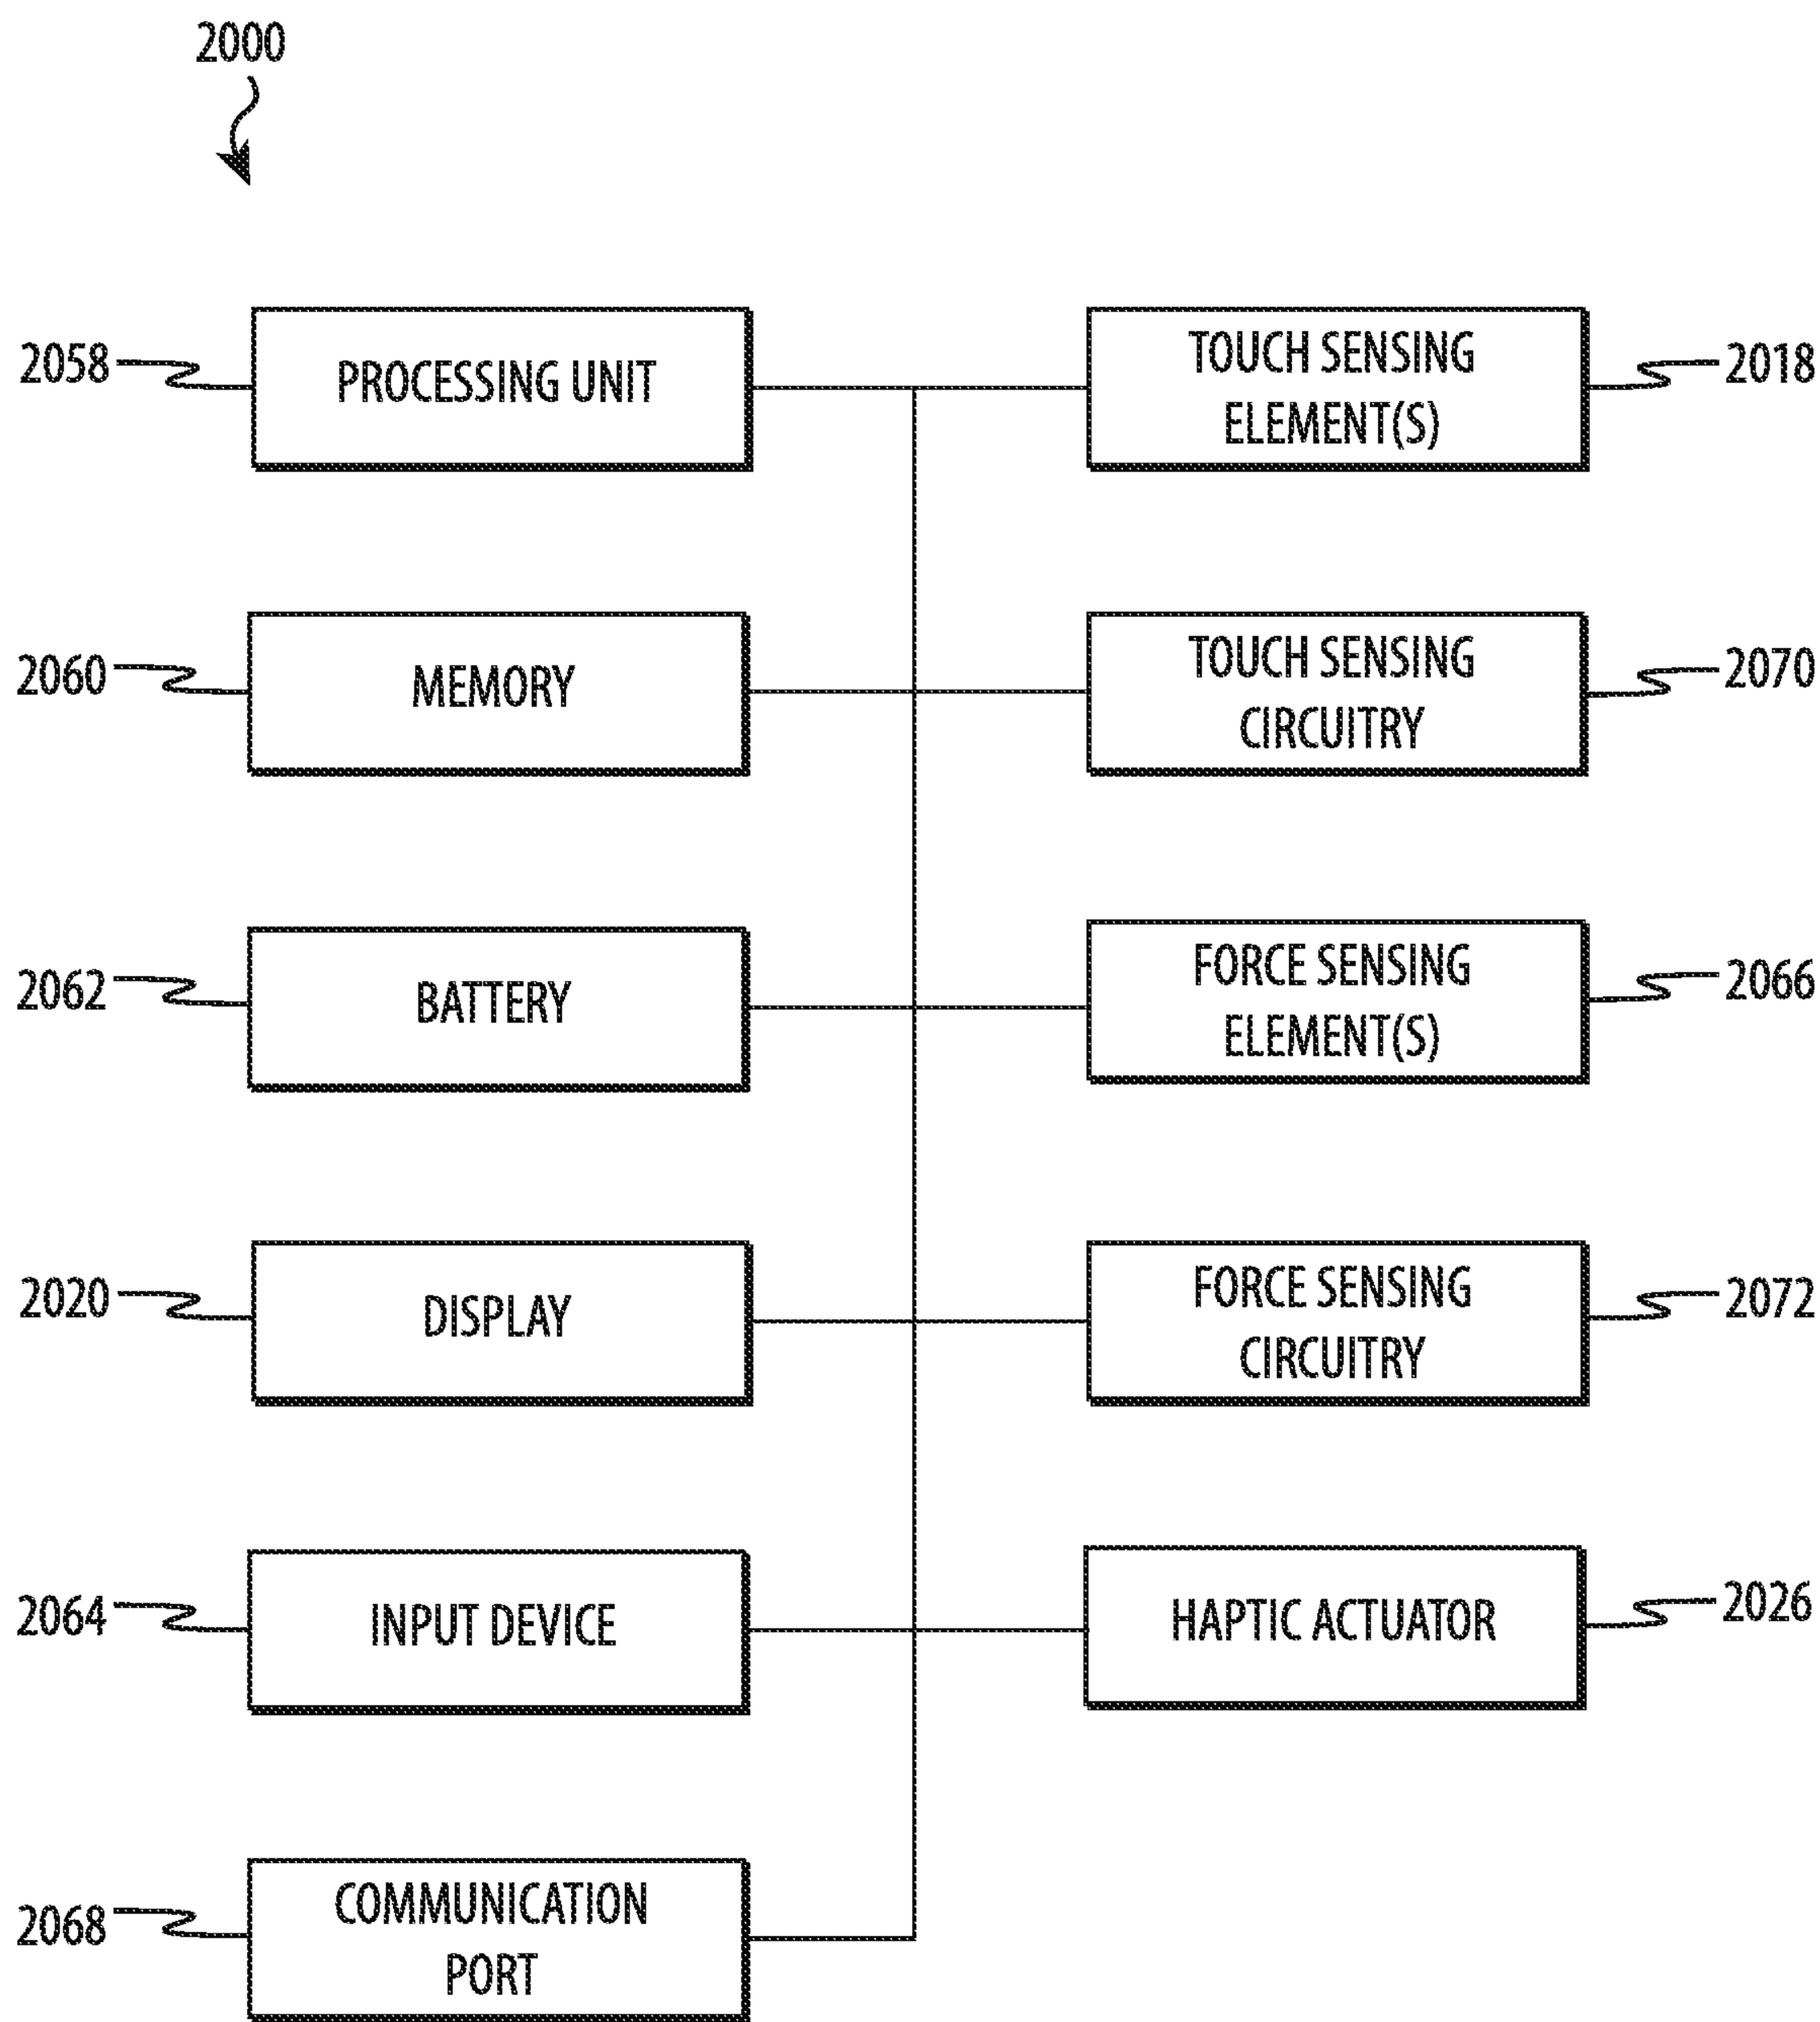 2000
2058
PROCESSING UNIT
TOUCH SENSING
ELEMENT(S)
2018
2060
MEMORY
TOUCH SENSING
CIRCUITRY
2070
2062
BATTERY
FORCE SENSING
ELEMENT(S)
2066
2020
DISPLAY
FORCE SENSING
CIRCUITRY
2072
2064
INPUT DEVICE
HAPTIC ACTUATOR
2026
2068
COMMUNICATION
PORT